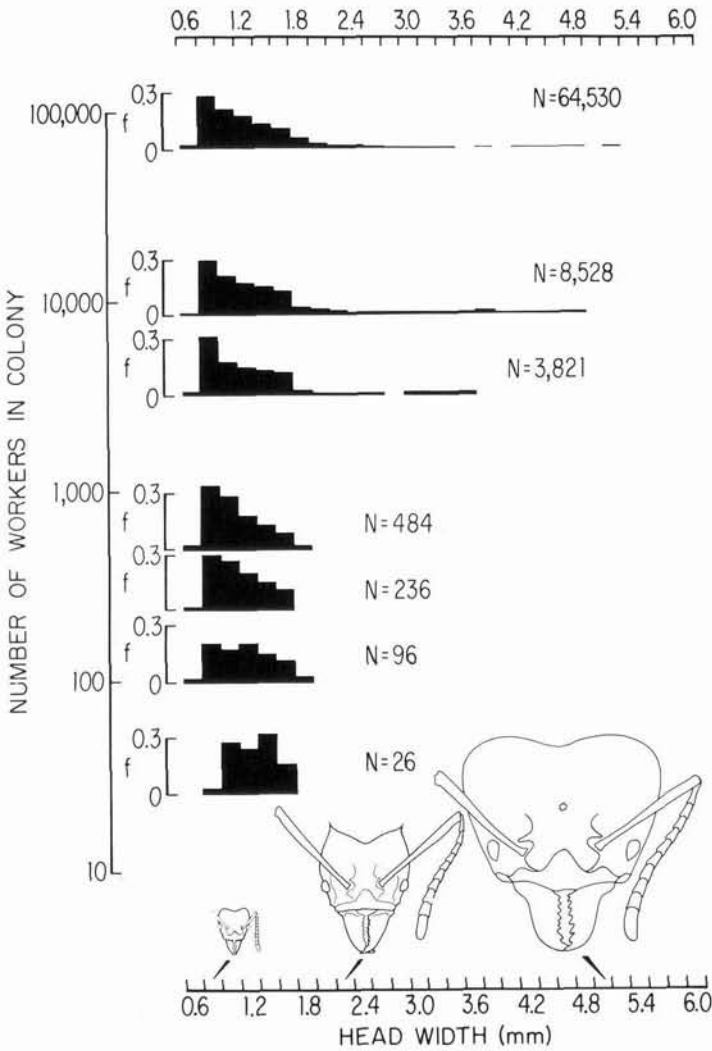 0.6 1.2 1.8 2.4 3.0 3.6 4.2 4.8 5.4 6.0
100,000
0.3
f
0
N=64,530
0.3
f
0
N=8,528
10,000
0.3
f
0
N=3,821
NUMBER OF WORKERS IN COLONY
1,000
0.3
f
0
N=484
0.3
f
0
N=236
0.3
f
0
N=96
100
0.3
f
0
N=26
10
0.6 1.2 1.8 2.4 3.0 3.6 4.2 4.8 5.4 6.0
HEAD WIDTH (mm)